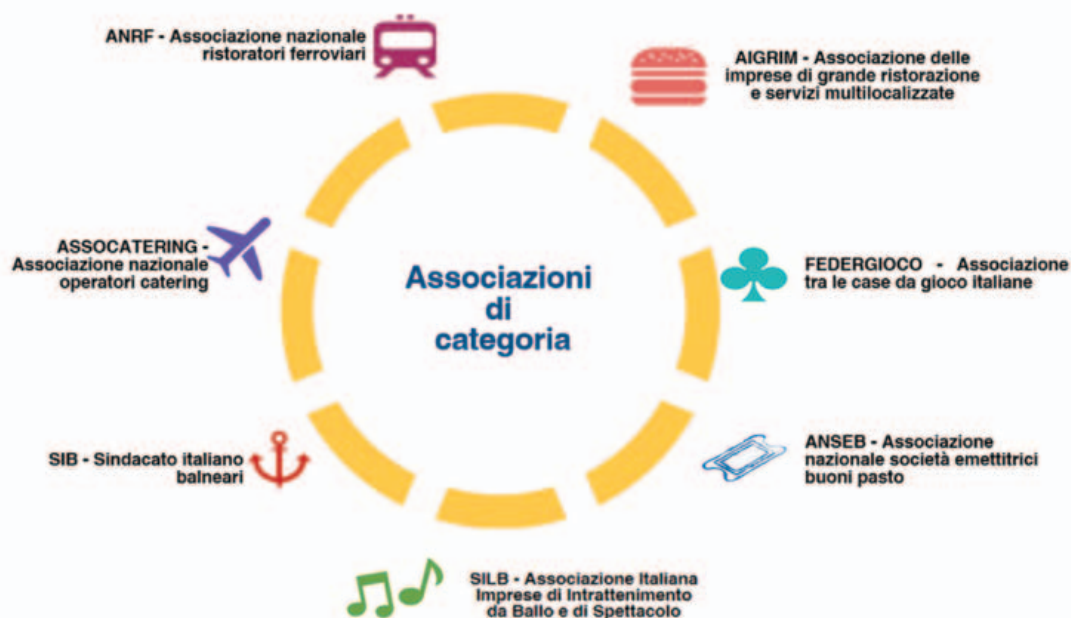 ANRF - Associazione nazionale
ristoratori ferroviari
AIGRIM - Associazione delle
imprese di grande ristorazione
e servizi multilocalizzate
ASSOCATERING -
Associazione nazionale
operatori catering
Associazioni
di
categoria
FEDERGIOCO - Associazione
tra le case da gioco italiane
SIB - Sindacato italiano
balneari
ANSEB - Associazione
nazionale società emettitrici
buoni pasto
SILB - Associazione Italiana
Imprese di Intrattenimento
da Ballo e di Spettacolo